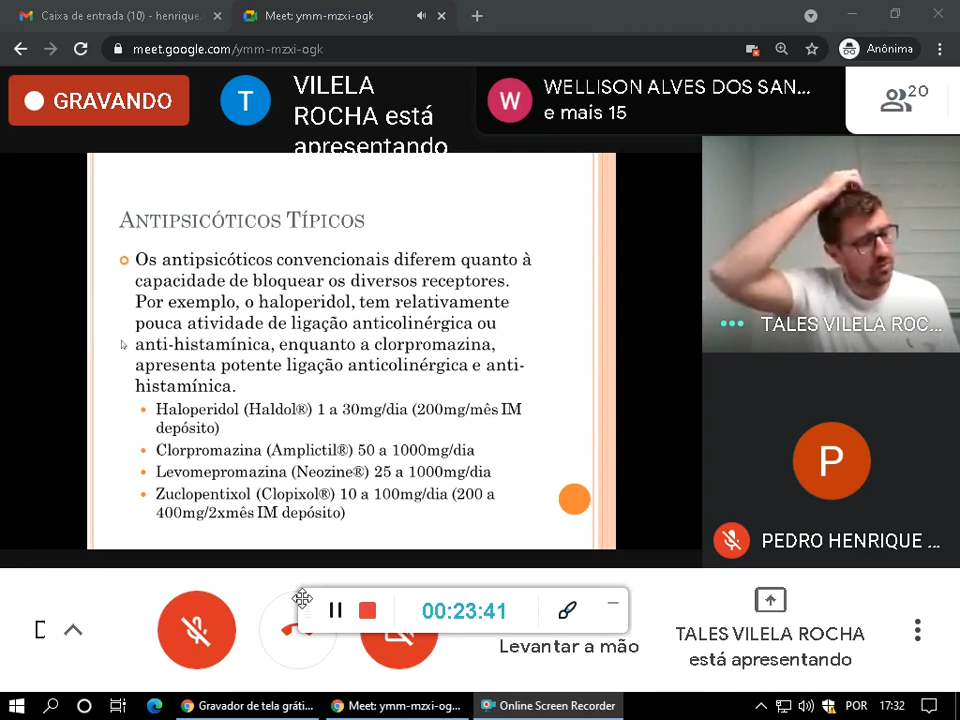 Caixa de entrada (10) - henrique.
Meet: ymm-mzxi-ogk
meet.google.com/ymm-mzxi-ogk
Anônima
GRAVANDO
T
VILELA
ROCHA está
apresentando
W
WELLISON ALVES DOS SAN...
e mais 15
20
ANTIPSICÓTICOS TÍPICOS
Os antipsicóticos convencionais diferem quanto à
capacidade de bloquear os diversos receptores.
Por exemplo, o haloperidol, tem relativamente
pouca atividade de ligação anticolinérgica ou
anti-histamínica, enquanto a clorpromazina,
apresenta potente ligação anticolinérgica e anti-
histamínica.
Haloperidol (Haldol®) 1 a 30mg/dia (200mg/mês IM
depósito)
Clorpromazina (Amplictil®) 50 a 1000mg/dia
Levomepromazina (Neozine®) 25 a 1000mg/dia
Zuclopentixol (Clopixol®) 10 a 100mg/dia (200 a
400mg/2xmês IM depósito)
TALES VILELA ROC...
P
PEDRO HENRIQUE ...
00:23:41
Levantar a mão
TALES VILELA ROCHA
está apresentando
Gravador de tela gráti...
Meet: ymm-mzxi-og...
Online Screen Recorder
POR
17:32